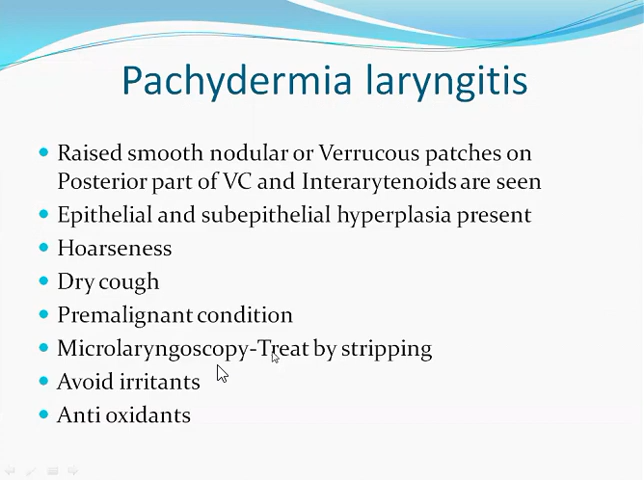 Pachydermia laryngitis
Raised smooth nodular or Verrucous patches on
Posterior part of VC and Interarytenoids are seen
Epithelial and subepithelial hyperplasia present
Hoarseness
Dry cough
Premalignant condition
Microlaryngoscopy-Treat by stripping
Avoid irritants
Anti oxidants